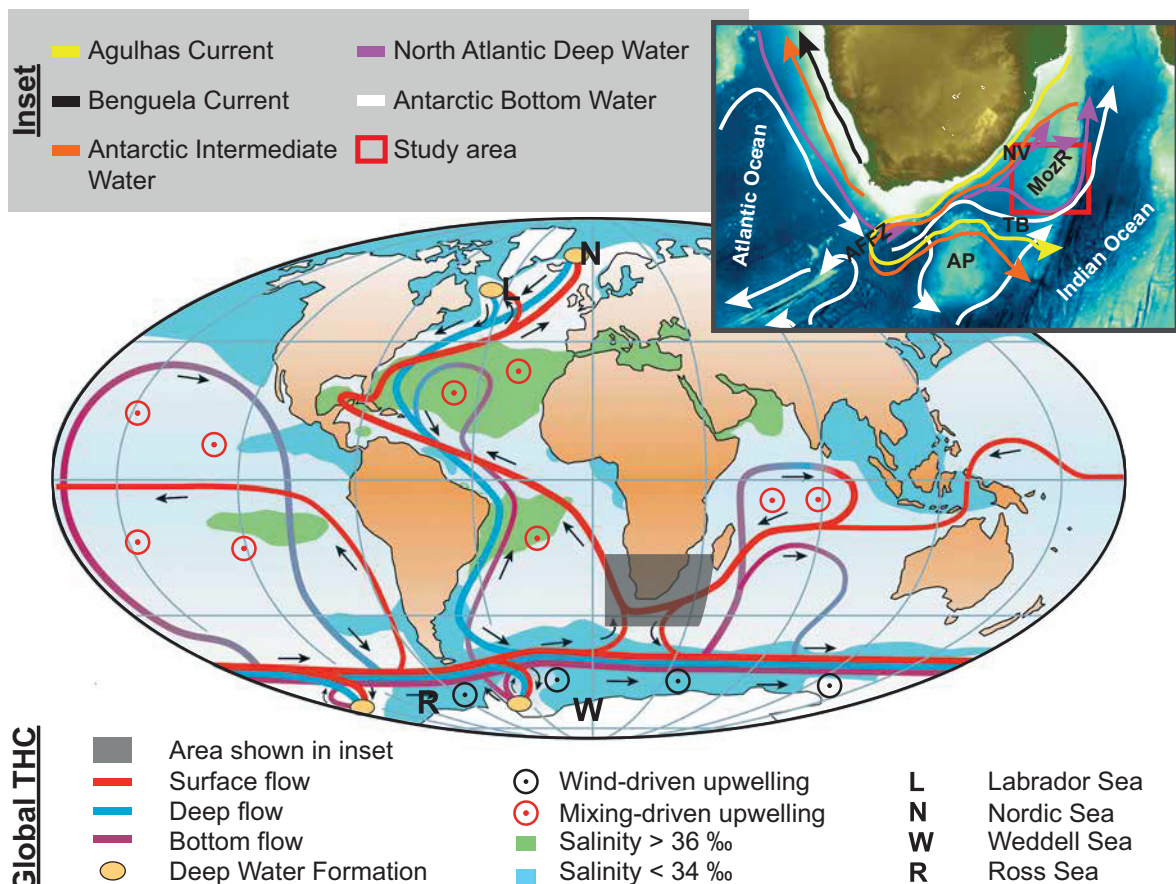 Inset
Agulhas Current
Benguela Current
Antarctic Intermediate
Water
North Atlantic Deep Water
Antarctic Bottom Water
Study area
Atlantic Ocean
NV
MozR
TB
AFFZ
AP
Indian Ocean
N
L
R
W
Global THC
Area shown in inset
Surface flow
Deep flow
Bottom flow
Deep Water Formation
Wind-driven upwelling
Mixing-driven upwelling
Salinity > 36 ‰
Salinity < 34 ‰
L Labrador Sea
N Nordic Sea
W Weddell Sea
R Ross Sea